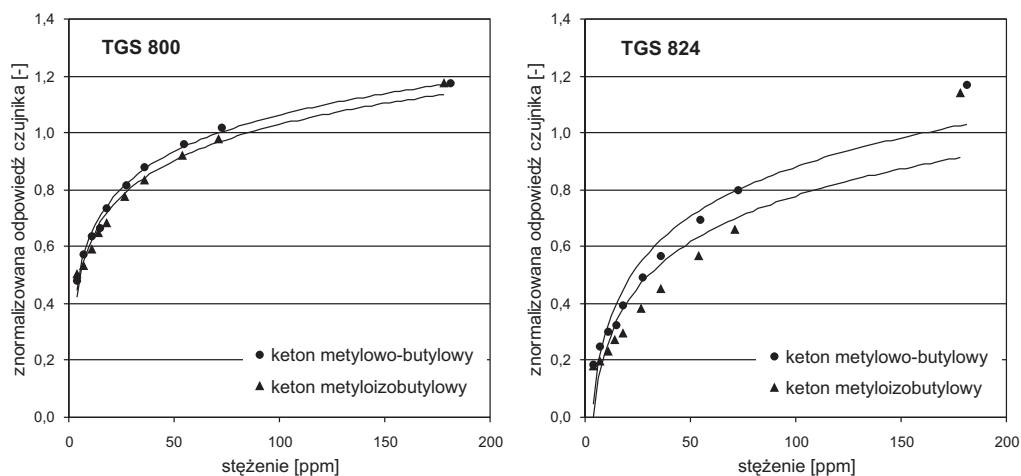 TGS 800
znormalizowana odpowiedź czujnika [-]
1,4
1,2
1,0
0,8
0,6
0,4
0,2
0,0
keton metylowo-butylowy
keton metyloizobutylowy
0 50 100 150 200
stężenie [ppm]
TGS 824
znormalizowana odpowiedź czujnika [-]
1,4
1,2
1,0
0,8
0,6
0,4
0,2
0,0
keton metylowo-butylowy
keton metyloizobutylowy
0 50 100 150 200
stężenie [ppm]